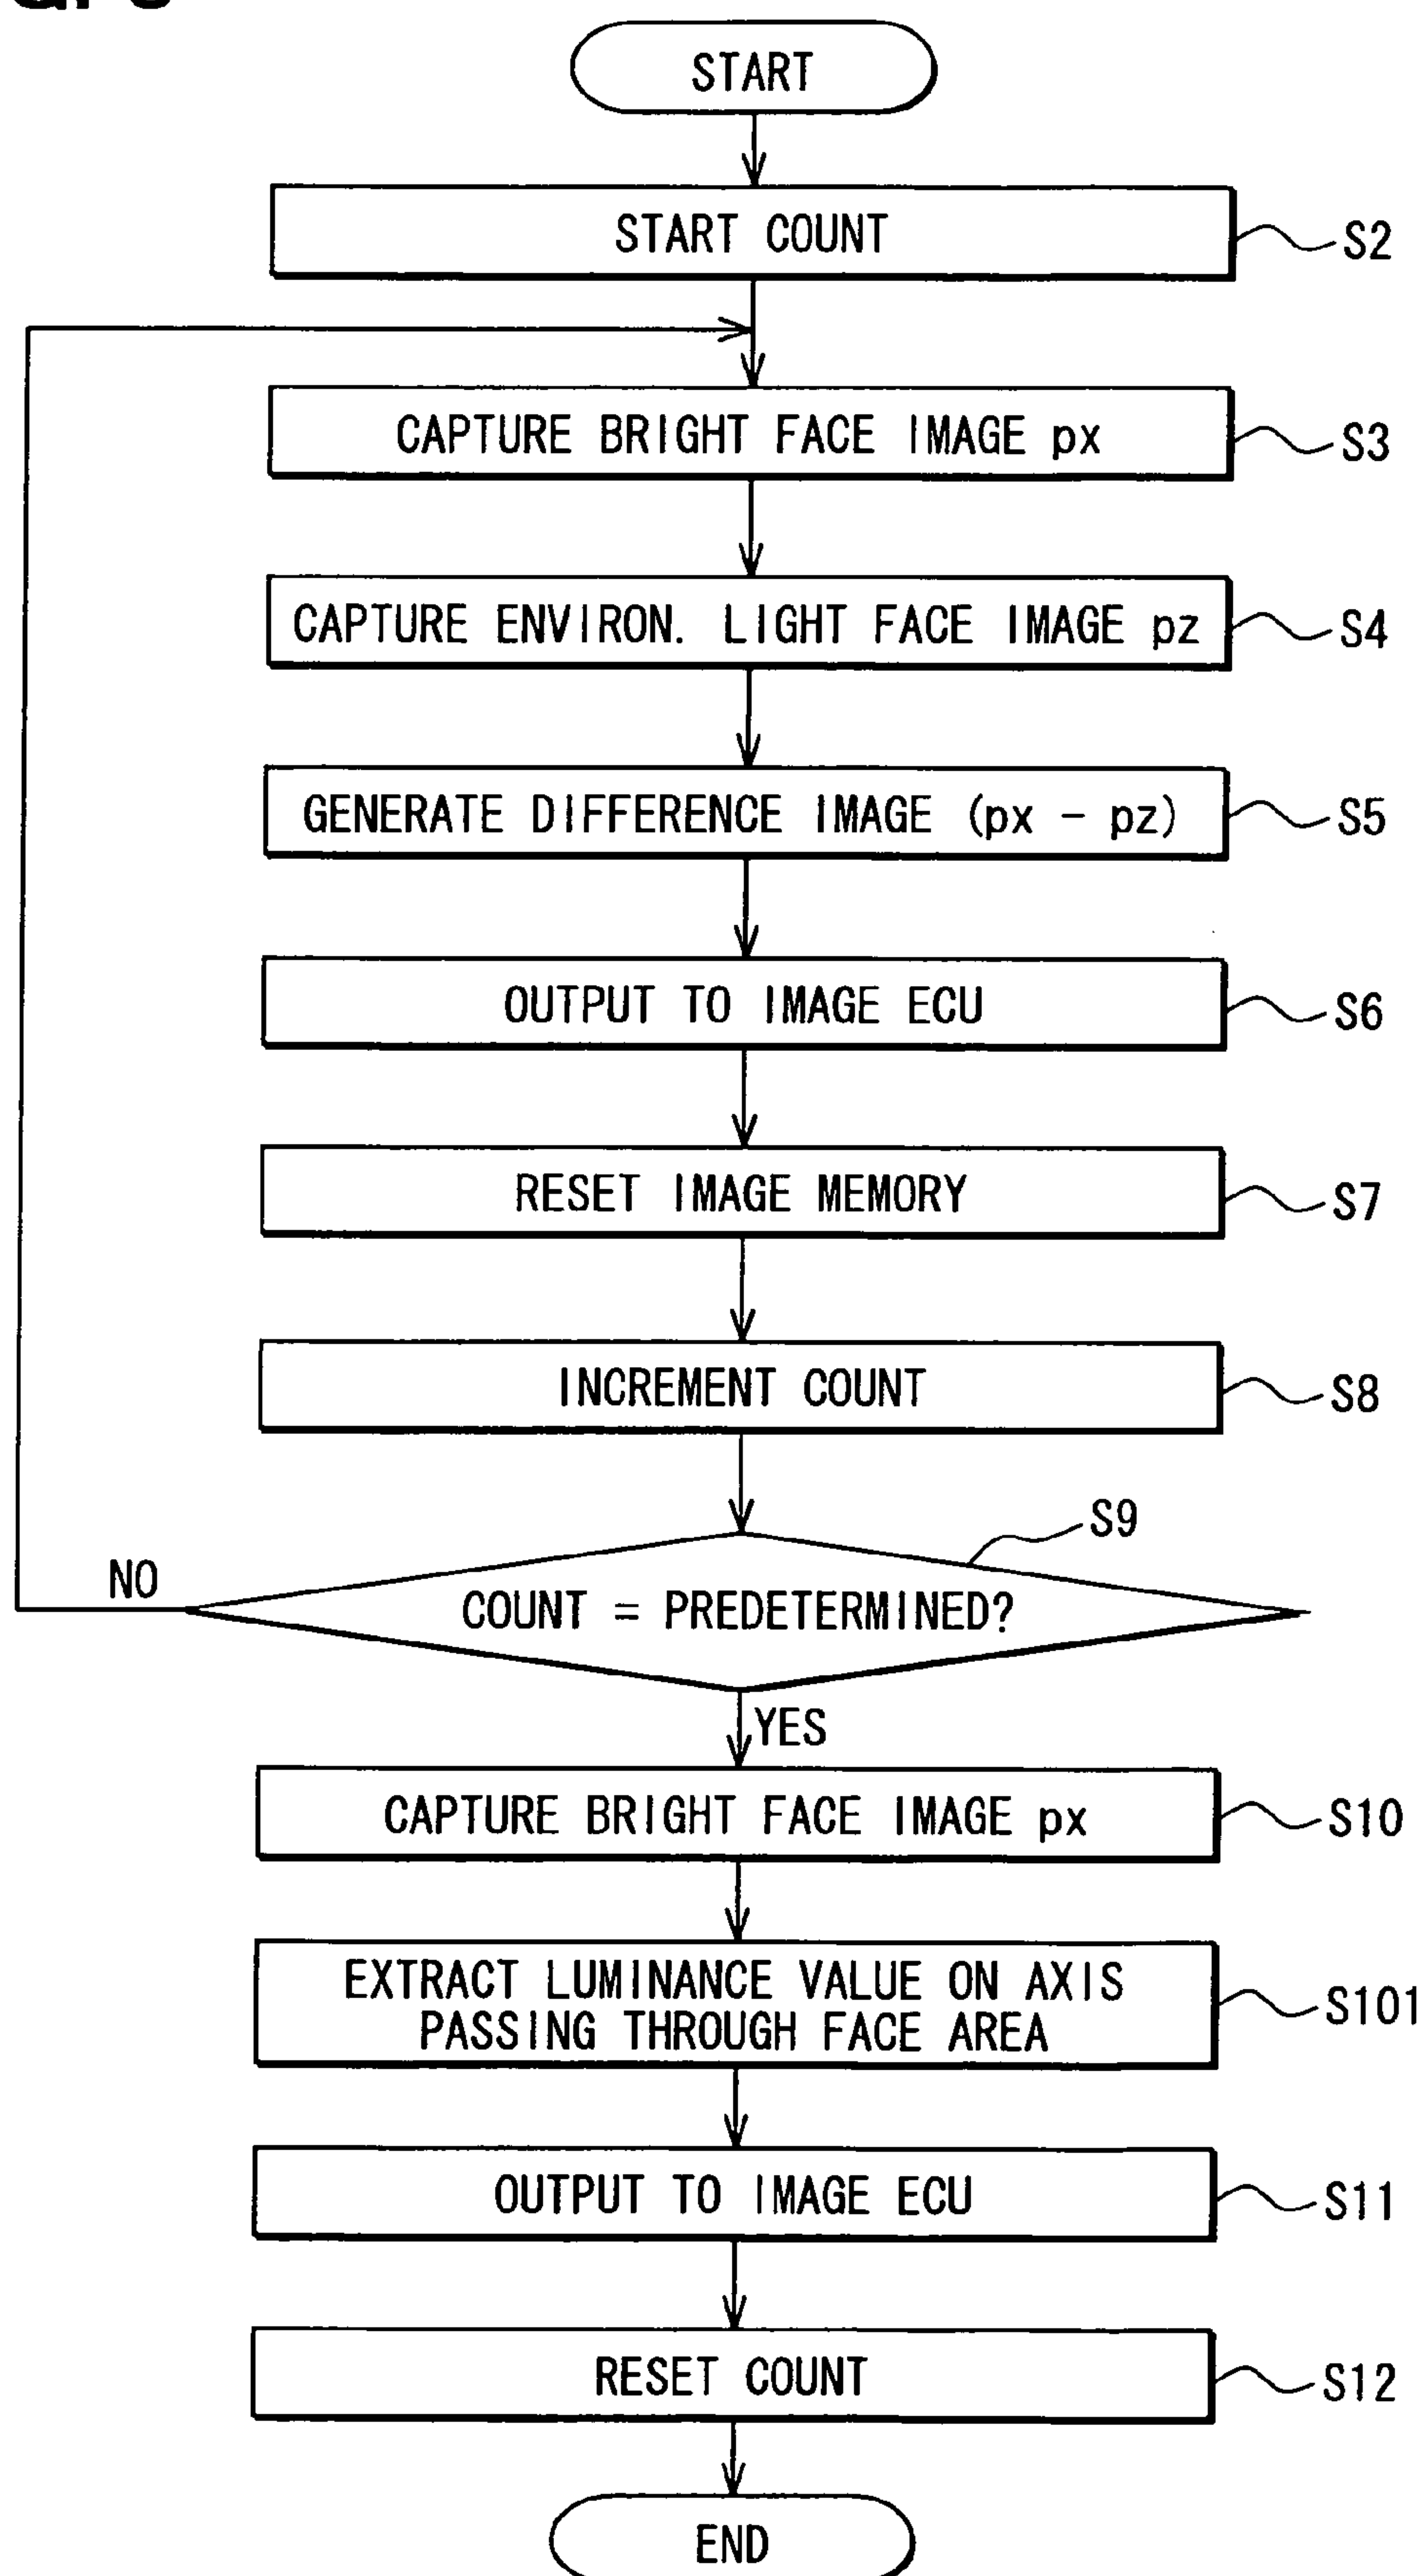 START
START COUNT
S2
CAPTURE BRIGHT FACE IMAGE px
S3
CAPTURE ENVIRON. LIGHT FACE IMAGE pz
S4
GENERATE DIFFERENCE IMAGE (px - pz)
S5
OUTPUT TO IMAGE ECU
S6
RESET IMAGE MEMORY
S7
INCREMENT COUNT
S8
S9
NO
COUNT = PREDETERMINED?
YES
CAPTURE BRIGHT FACE IMAGE px
S10
EXTRACT LUMINANCE VALUE ON AXIS
PASSING THROUGH FACE AREA
S101
OUTPUT TO IMAGE ECU
S11
RESET COUNT
S12
END